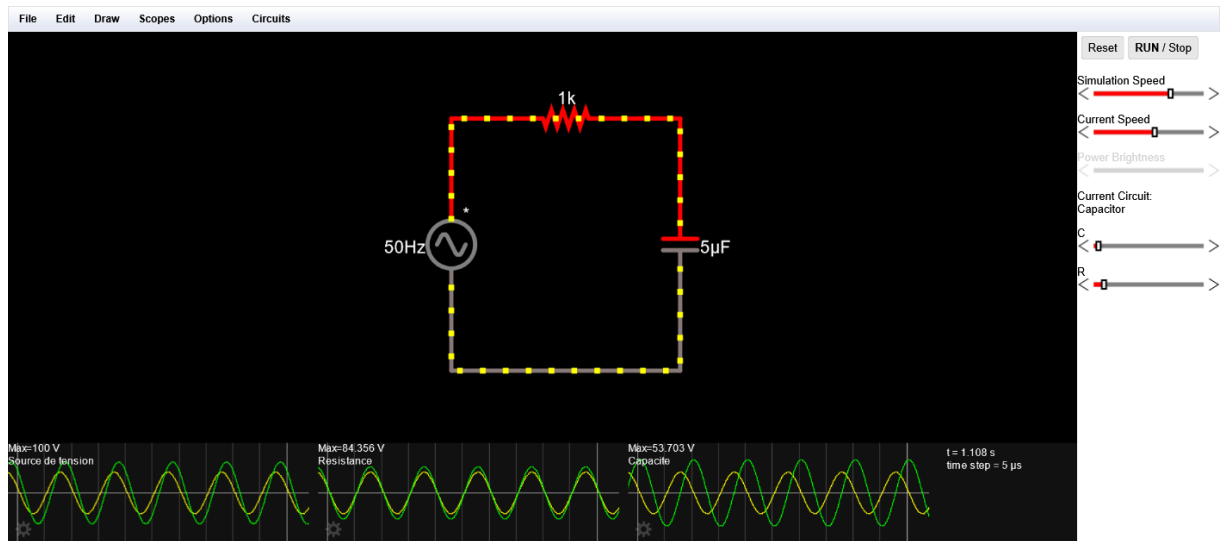 File Edit Draw Scopes Options Circuits
Reset RUN / Stop
Simulation Speed
Current Speed
Power Brightness
Current Circuit:
Capacitor
C
R
1k
50Hz
*
5µF
Max=100 V
Source de tension
Max=84.356 V
Resistance
Max=53.703 V
Capacite
t = 1.108 s
time step = 5 µs